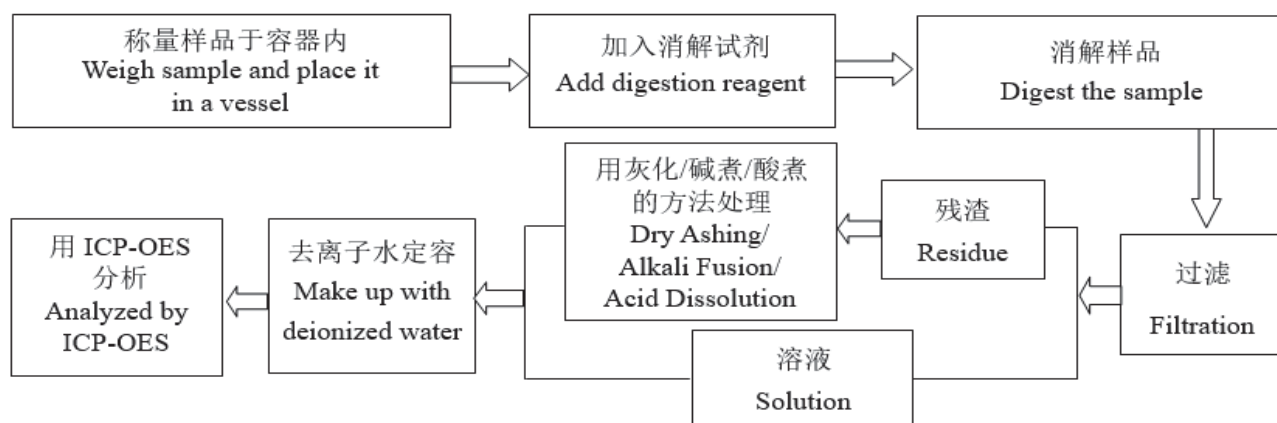 称量样品于容器内
Weigh sample and place it
in a vessel
加入消解试剂
Add digestion reagent
消解样品
Digest the sample
过滤
Filtration
残渣
Residue
用灰化/碱煮/酸煮
的方法处理
Dry Ashing/
Alkali Fusion/
Acid Dissolution
溶液
Solution
去离子水定容
Make up with
deionized water
用 ICP-OES
分析
Analyzed by
ICP-OES